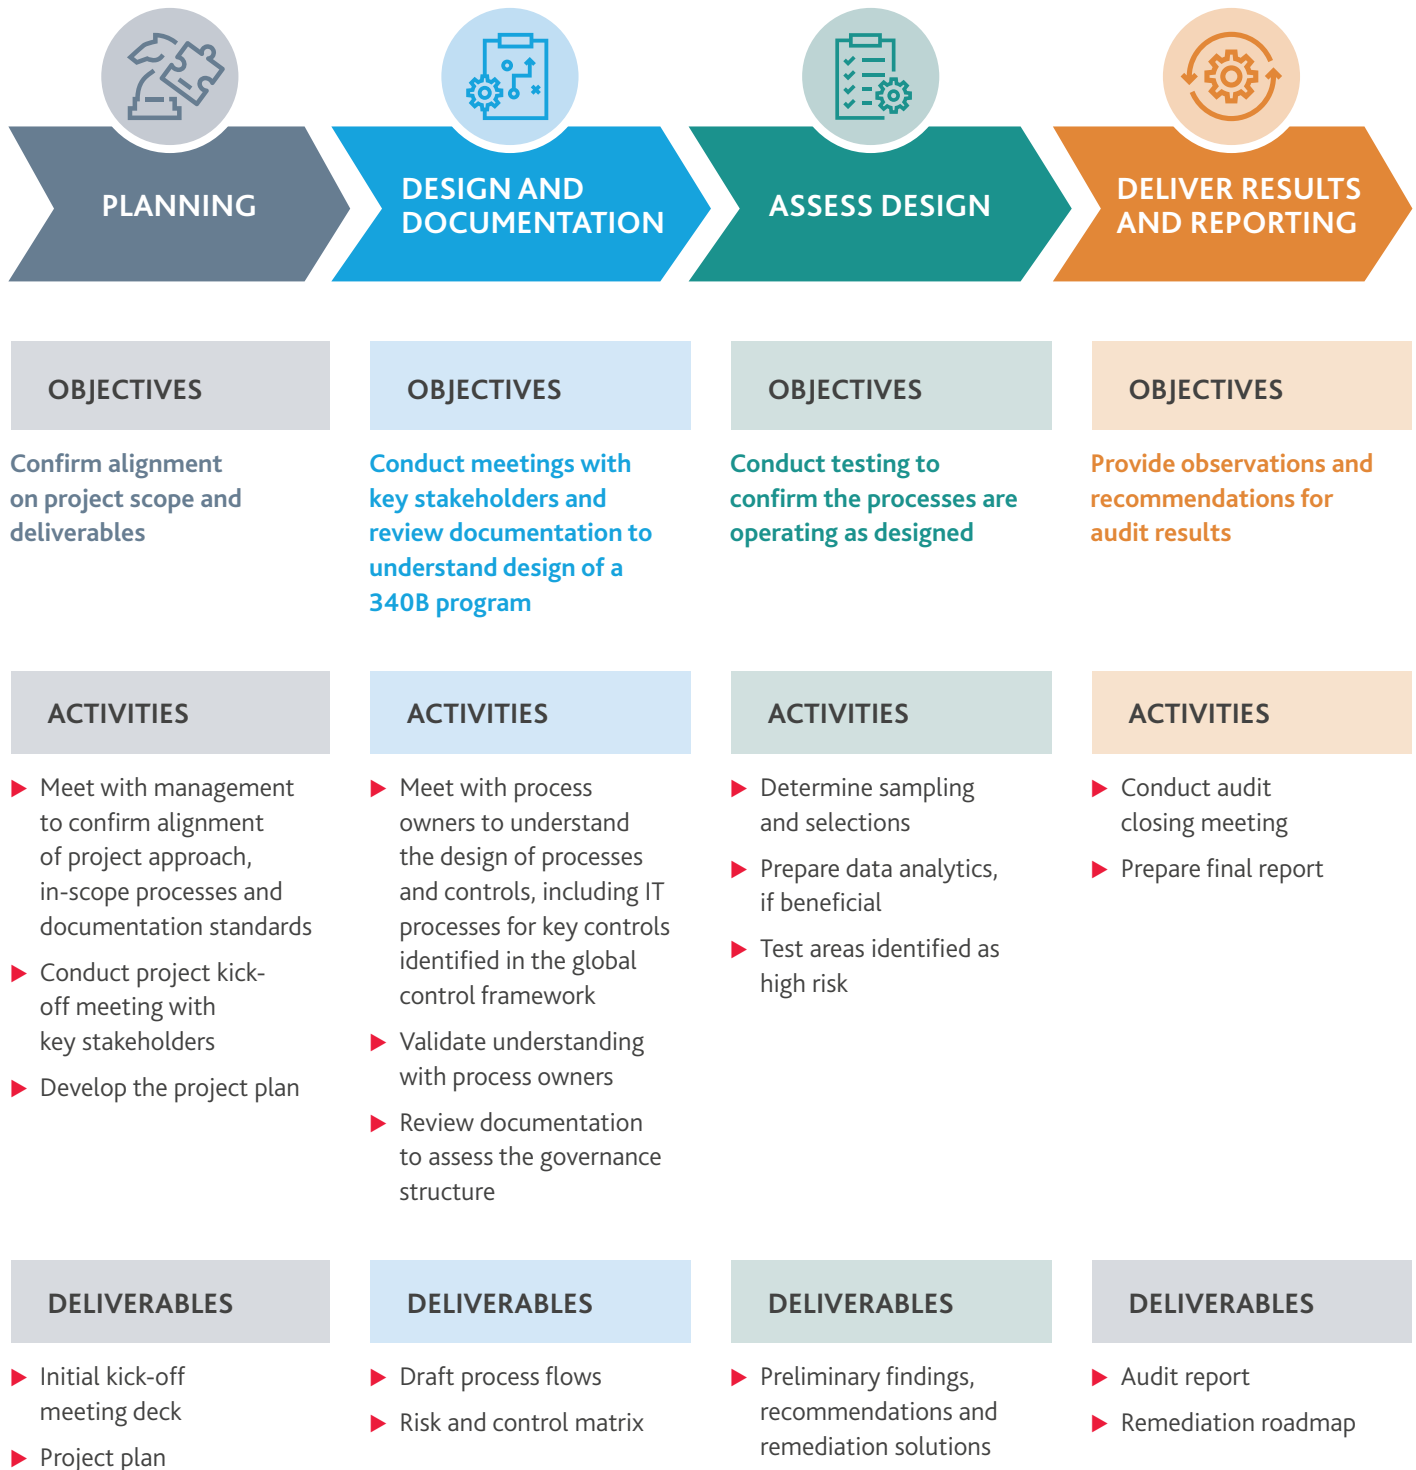 PLANNING
DESIGN AND
DOCUMENTATION
ASSESS DESIGN
DELIVER RESULTS
AND REPORTING
OBJECTIVES
Confirm alignment
on project scope and
deliverables
OBJECTIVES
Conduct meetings with
key stakeholders and
review documentation to
understand design of a
340B program
OBJECTIVES
Conduct testing to
confirm the processes are
operating as designed
OBJECTIVES
Provide observations and
recommendations for
audit results
ACTIVITIES
Meet with management
to confirm alignment
of project approach,
in-scope processes and
documentation standards
Conduct project kick-
off meeting with
key stakeholders
Develop the project plan
ACTIVITIES
Meet with process
owners to understand
the design of processes
and controls, including IT
processes for key controls
identified in the global
control framework
Validate understanding
with process owners
Review documentation
to assess the governance
structure
ACTIVITIES
Determine sampling
and selections
Prepare data analytics,
if beneficial
Test areas identified as
high risk
ACTIVITIES
Conduct audit
closing meeting
Prepare final report
DELIVERABLES
Initial kick-off
meeting deck
Project plan
DELIVERABLES
Draft process flows
Risk and control matrix
DELIVERABLES
Preliminary findings,
recommendations and
remediation solutions
DELIVERABLES
Audit report
Remediation roadmap